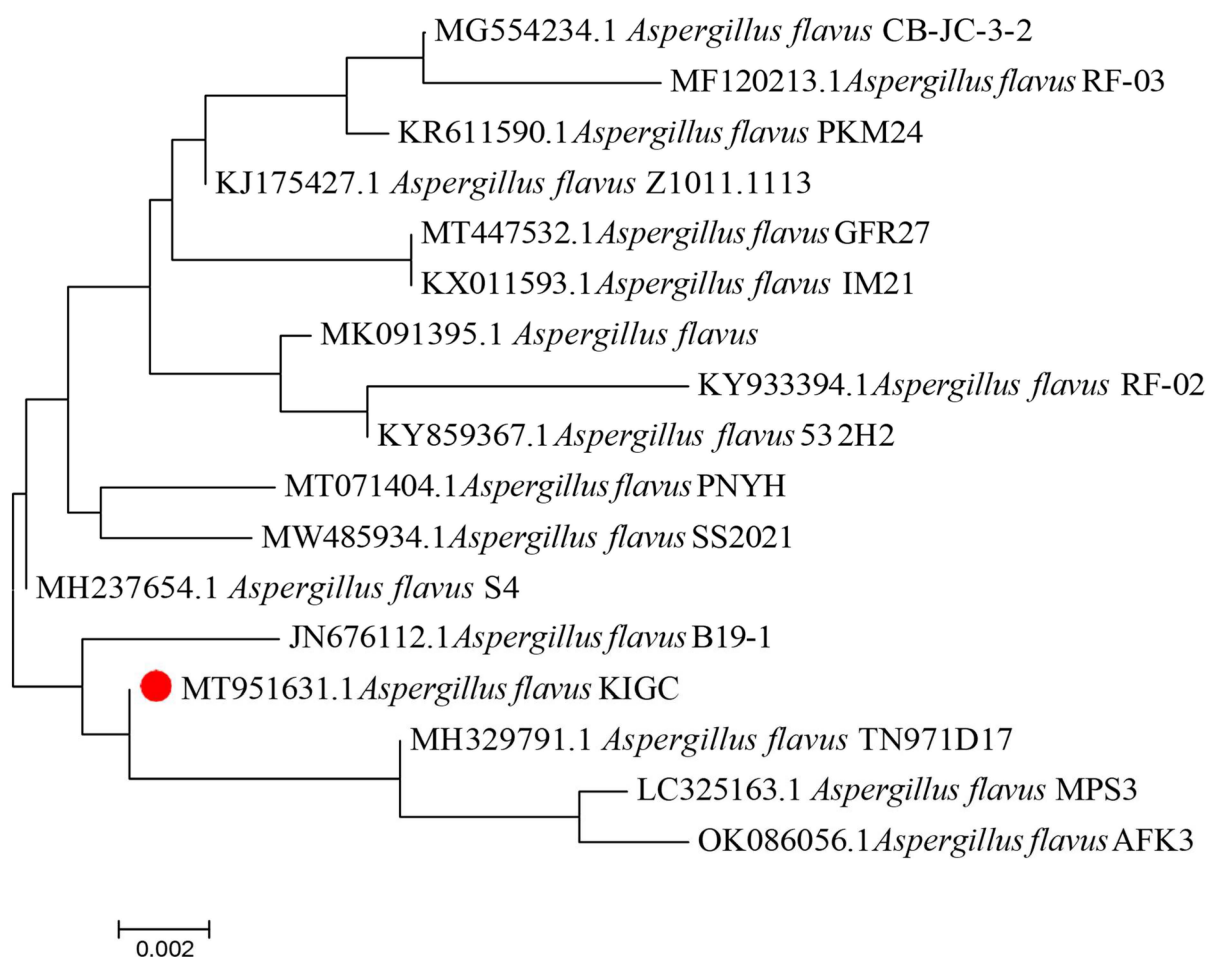 MG554234.1 Aspergillus flavus CB-JC-3-2
MF120213.1 Aspergillus flavus RF-03
KR611590.1 Aspergillus flavus PKM24
KJ175427.1 Aspergillus flavus Z1011.1113
MT447532.1 Aspergillus flavus GFR27
KX011593.1 Aspergillus flavus IM21
MK091395.1 Aspergillus flavus
KY933394.1 Aspergillus flavus RF-02
KY859367.1 Aspergillus flavus 53 2H2
MT071404.1 Aspergillus flavus PNYH
MW485934.1 Aspergillus flavus SS2021
MH237654.1 Aspergillus flavus S4
JN676112.1 Aspergillus flavus B19-1
MT951631.1 Aspergillus flavus KIGC
MH329791.1 Aspergillus flavus TN971D17
LC325163.1 Aspergillus flavus MPS3
OK086056.1 Aspergillus flavus AFK3
0.002